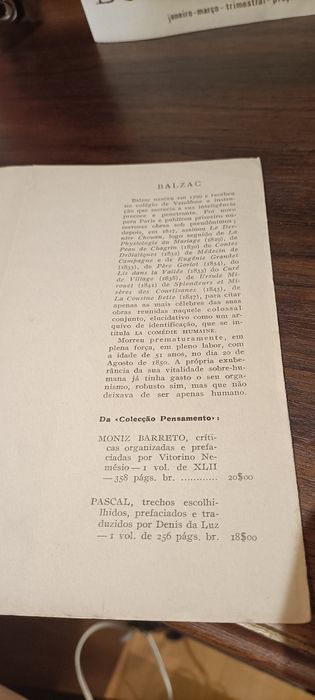 janeiro-março - trimestral -
BALZAC
Balzac nasceu em 1799 e recebeu
no colégio de Vendôme a instru-
ção que merecia a sua inteligência
precoce e penetrante. Foi novo
para Paris e publicou primeiro nu-
merosas obras sob pseudónimos;
depois, em 1827, assinou Le Der-
nier Chouan, logo seguido de La
Physiologie du Mariage (1829), de
Peau de Chagrin (1830) de Contes
Drôlatiques (1832) de Médecin de
Campagne e de Eugénie Grandet
(1833), de Père Goriot (1834), do
Lis dans la Vallée (1835) do Curé
de Village (1838), de Ursule Mi-
rouët (1841) de Splendeurs et Mi-
sères des Courtisanes (1843), de
La Cousine Bette (1847), para citar
apenas as mais célebres das suas
obras reunidas naquele colossal
conjunto, elucidativo como um ar-
quivo de identificação, que se in-
titula LA COMÉDIE HUMAINE.
Morreu prematuramente, em
plena força, em pleno labor, com
a idade de 51 anos, no dia 20 de
Agosto de 1850. A própria exube-
rância da sua vitalidade sobre-hu-
mana já tinha gasto o seu orga-
nismo, robusto sim, mas que não
deixava de ser apenas humano.
Da «Colecção Pensamento»:
MONIZ BARRETO, críti-
cas organizadas e prefa-
ciadas por Vitorino Ne-
mésio — 1 vol. de XLII
— 358 págs. br. ............ 20$00
PASCAL, trechos escolhi-
lhidos, prefaciados e tra-
duzidos por Denis da Luz
— 1 vol. de 256 págs. br. 18$00